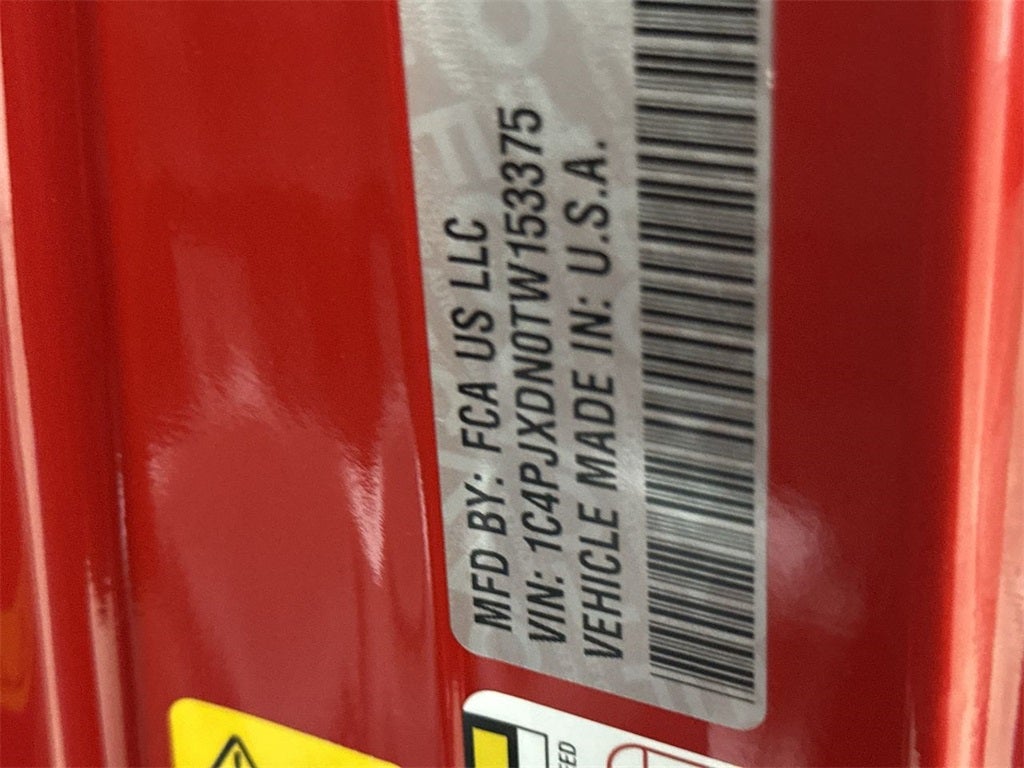 MFD BY: FCA US LLC
VIN: 1C4PJXDN0TW153375
VEHICLE MADE IN: U.S.A.